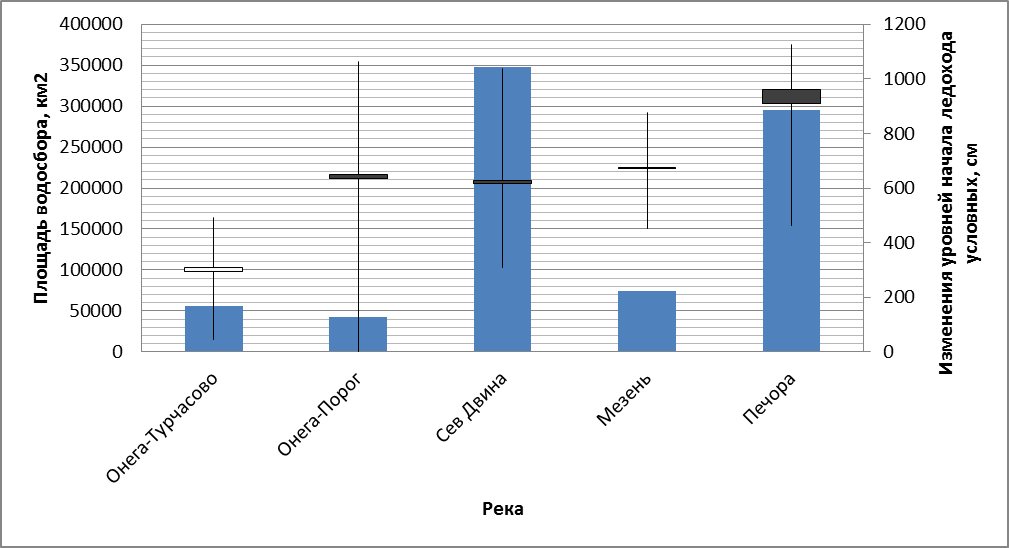 Площадь водосбора, км2
400000
350000
300000
250000
200000
150000
100000
50000
0
1200
1000
800
600
400
200
0
Изменения уровней начала ледохода
условных, см
Онега-Турчасово
Онега-Порог
Сев Двина
Мезень
Печора
Река